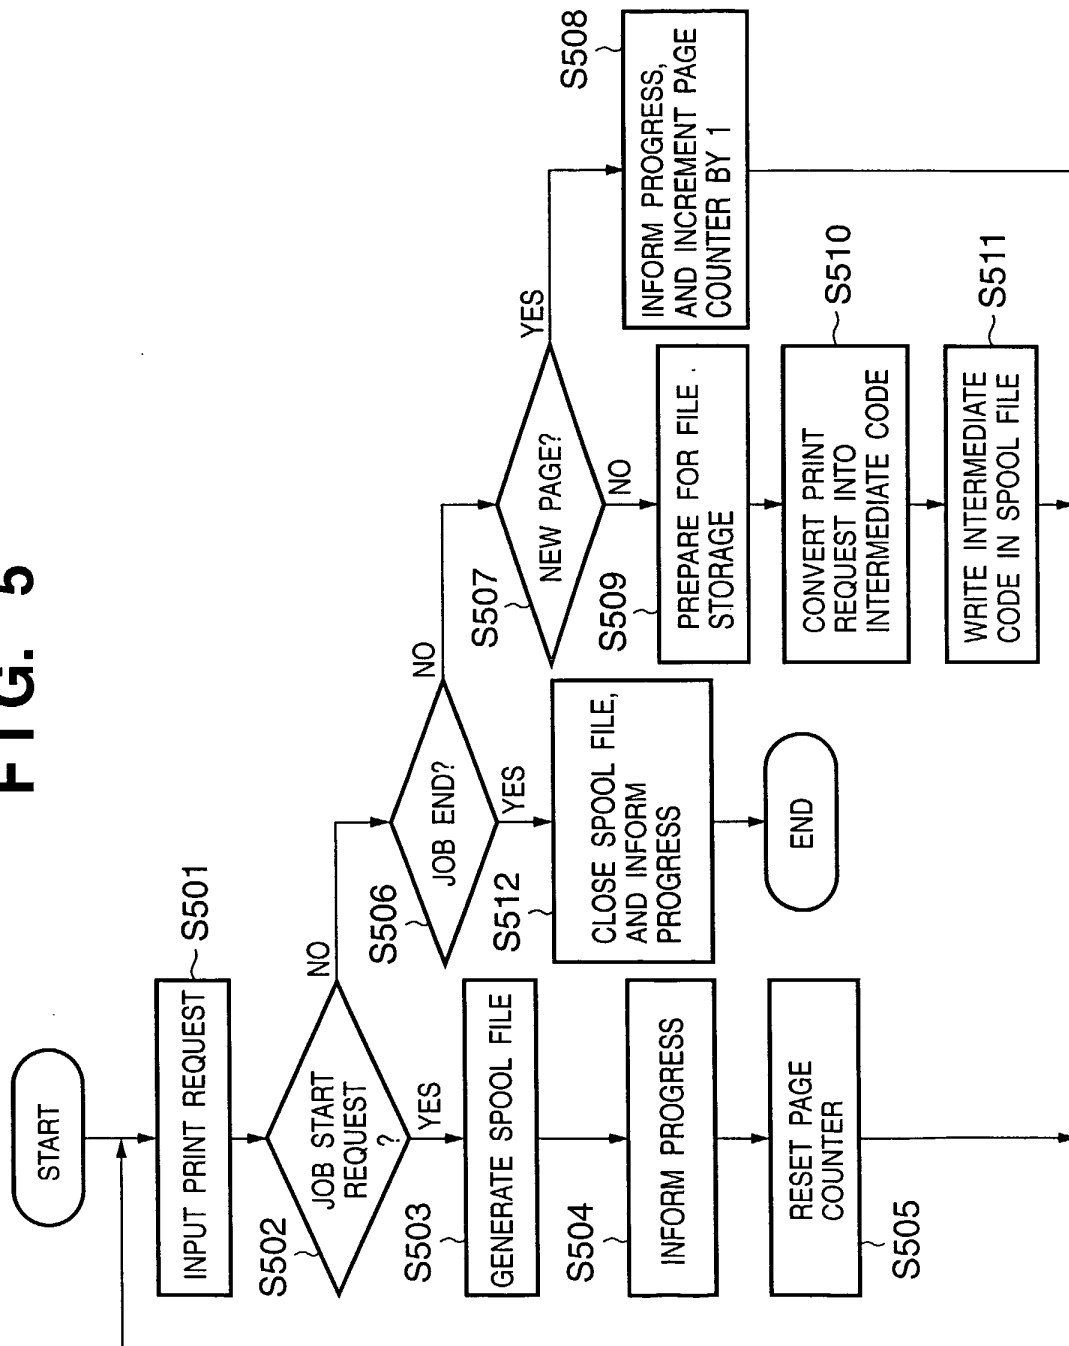 FIG. 5
START
INPUT PRINT REQUEST
S501
JOB START
REQUEST
?
S502
NO
YES
GENERATE SPOOL FILE
S503
INFORM PROGRESS
S504
RESET PAGE
COUNTER
S505
JOB END?
S506
NO
YES
CLOSE SPOOL FILE,
AND INFORM
PROGRESS
S512
END
NEW PAGE?
S507
YES
NO
INFORM PROGRESS,
AND INCREMENT PAGE
COUNTER BY 1
S508
PREPARE FOR FILE
STORAGE
S509
CONVERT PRINT
REQUEST INTO
INTERMEDIATE CODE
S510
WRITE INTERMEDIATE
CODE IN SPOOL FILE
S511